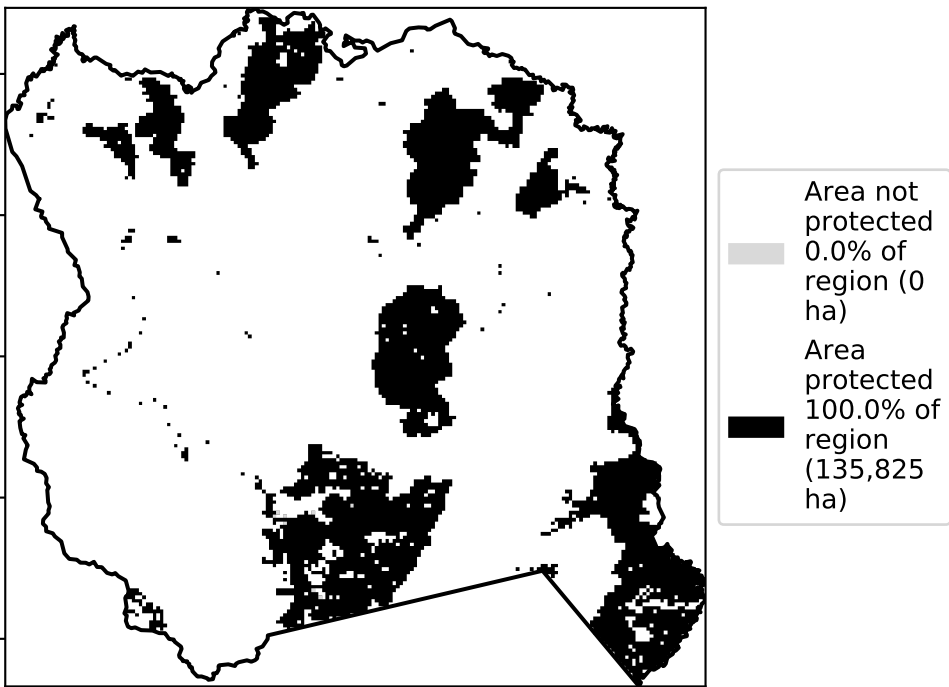 Area not
protected
0.0% of
region (0
ha)
Area
protected
100.0% of
region
(135,825
ha)